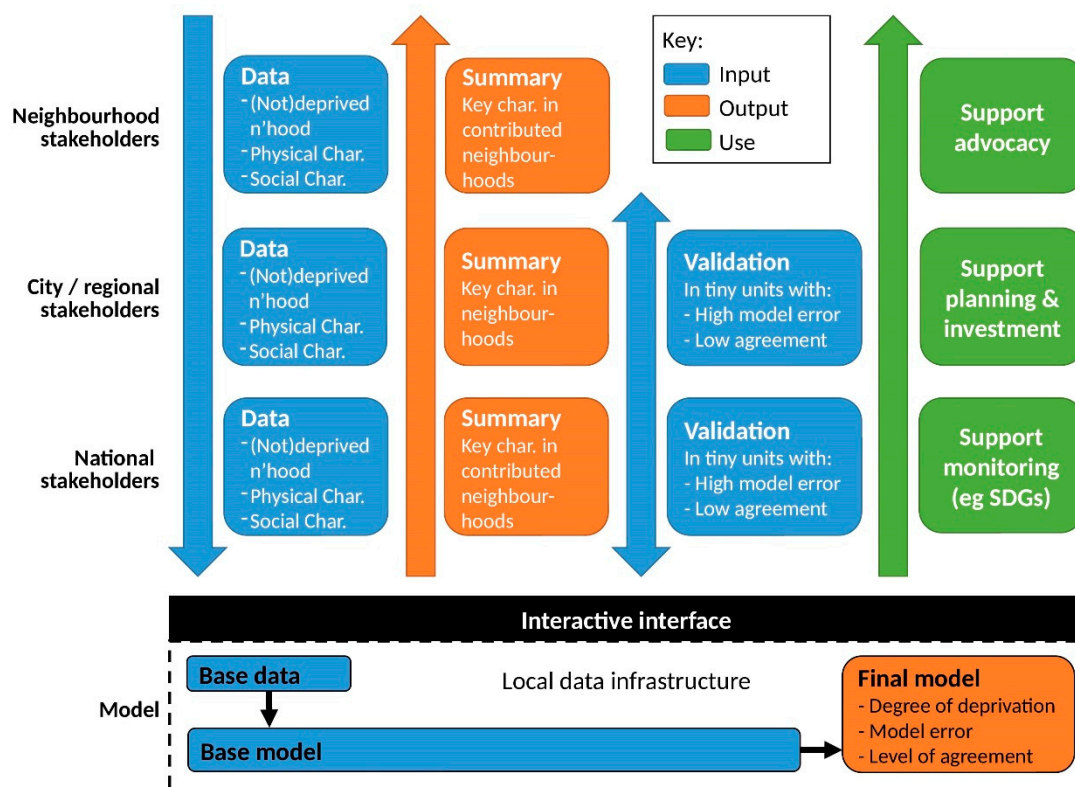 Key:
Input
Output
Use
Neighbourhood
stakeholders
Data
-(Not)deprived
n’hood
-Physical Char.
-Social Char.
Summary
Key char. in
contributed
neighbour-
hoods
Support
advocacy
City / regional
stakeholders
Data
-(Not)deprived
n’hood
-Physical Char.
-Social Char.
Summary
Key char. in
neighbour-
hoods
Validation
In tiny units with:
- High model error
- Low agreement
Support
planning &
investment
National
stakeholders
Data
-(Not)deprived
n’hood
-Physical Char.
-Social Char.
Summary
Key char. in
contributed
neighbour-
hoods
Validation
In tiny units with:
- High model error
- Low agreement
Support
monitoring
(eg SDGs)
Interactive interface
Model
Base data
Local data infrastructure
Base model
Final model
- Degree of deprivation
- Model error
- Level of agreement